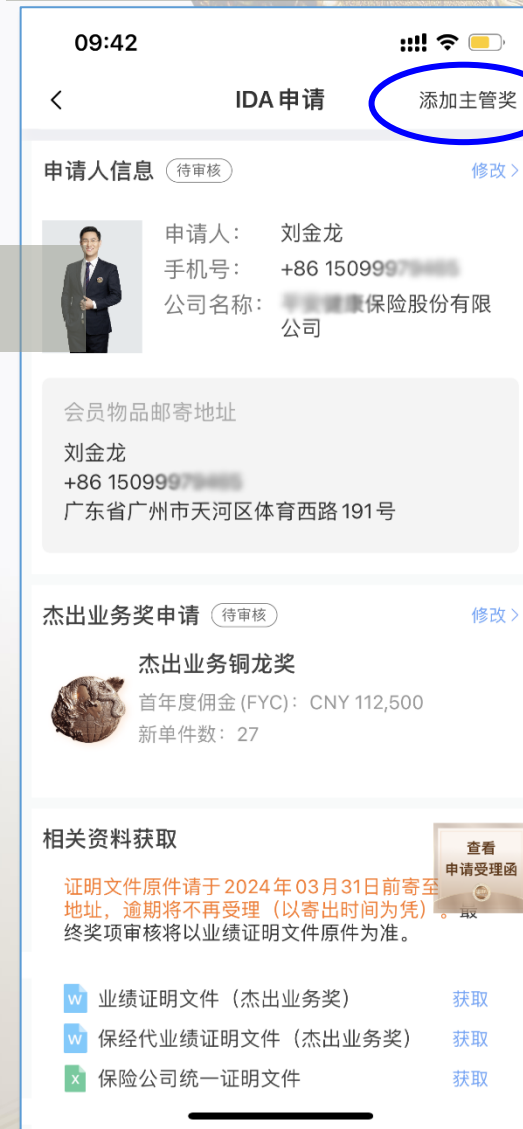 09:42
IDA申请
添加主管奖
申请人信息 待审核
修改
申请人： 刘金龙
手机号： +86 15099
公司名称： 保险股份有限
公司
会员物品邮寄地址
刘金龙
+86 15099
广东省广州市天河区体育西路191号
杰出业务奖申请 待审核
修改
杰出业务铜龙奖
首年度佣金(FYC)：CNY 112,500
新单件数：27
相关资料获取
查看
申请受理函
证明文件原件请于2024年03月31日前寄至
地址，逾期将不再受理（以寄出时间为凭）。最
终奖项审核将以业绩证明文件原件为准。
W 业绩证明文件（杰出业务奖） 获取
W 保经代业绩证明文件（杰出业务奖） 获取
X 保险公司统一证明文件 获取